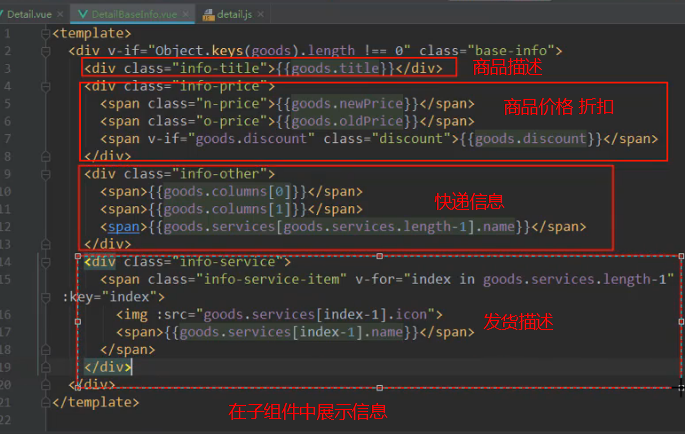 Detail.vue × DetailBaseInfo.vue × detail.js ×
1 <template>
2 <div v-if="Object.keys(goods).length !== 0" class="base-info">
3 <div class="info-title">{{goods.title}}</div> 商品描述
4 <div class="info-price">
5 <span class="n-price">{{goods.newPrice}}</span> 商品价格 折扣
6 <span class="o-price">{{goods.oldPrice}}</span>
7 <span v-if="goods.discount" class="discount">{{goods.discount}}</span>
8 </div>
9 <div class="info-other">
10 <span>{{goods.columns[0]}}</span> 快递信息
11 <span>{{goods.columns[1]}}</span>
12 <span>{{goods.services[goods.services.length-1].name}}</span>
13 </div>
14 <div class="info-service">
15 <span class="info-service-item" v-for="index in goods.services.length-1"
:key="index">
16 <img :src="goods.services[index-1].icon">
17 <span>{{goods.services[index-1].name}}</span> 发货描述
18 </span>
19 </div>
20 </div>
21 </template>
22
在子组件中展示信息